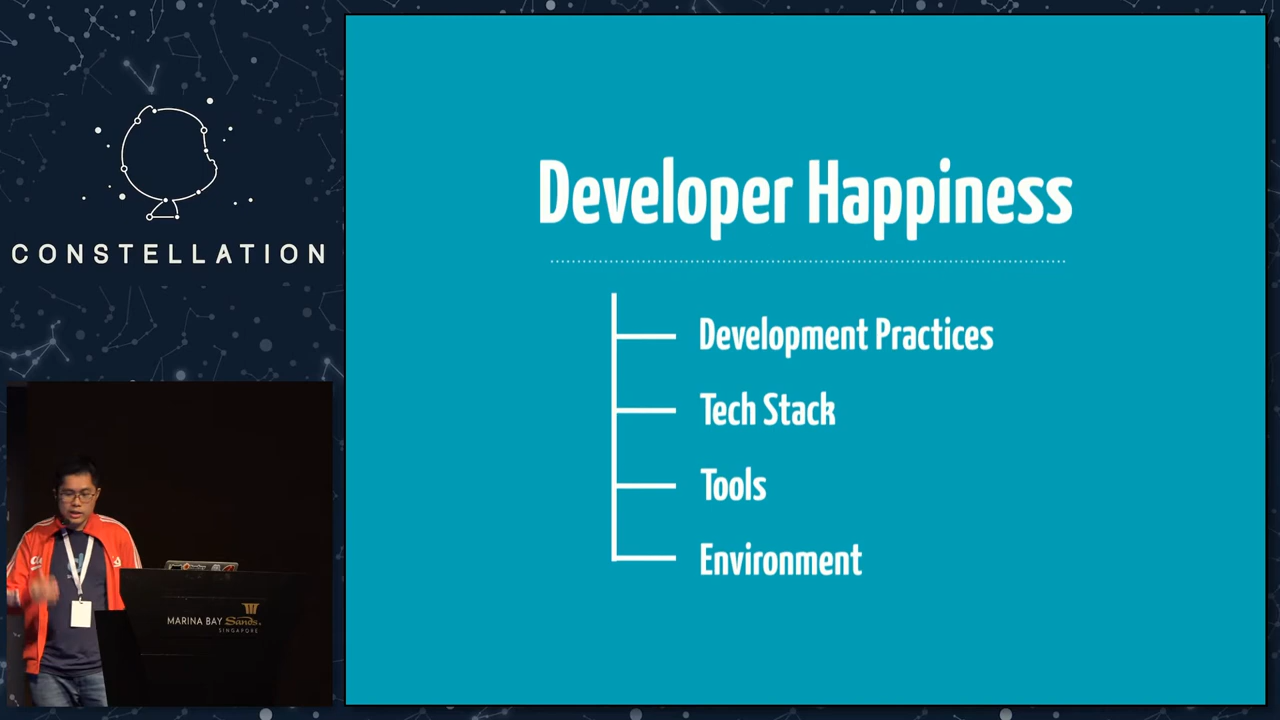 CONSTELLATION
Developer Happiness
Development Practices
Tech Stack
Tools
Environment
MARINA BAY Sands.
SINGAPORE